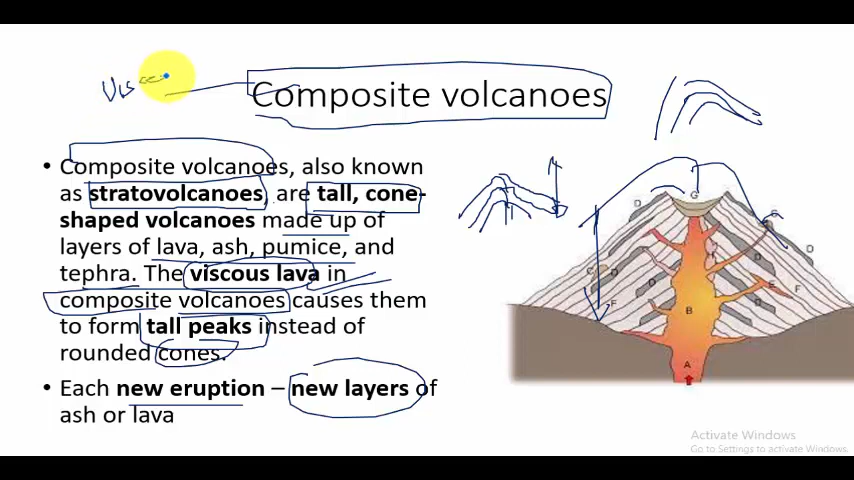 Vis
Composite volcanoes
• Composite volcanoes, also known
as stratovolcanoes, are tall, cone-
shaped volcanoes made up of
layers of lava, ash, pumice, and
tephra. The viscous lava in
composite volcanoes causes them
to form tall peaks instead of
rounded cones.
• Each new eruption – new layers of
ash or lava
G
D
D
H
D
D
D
E
F
F
B
A
Activate Windows
Go to Settings to activate Windows.